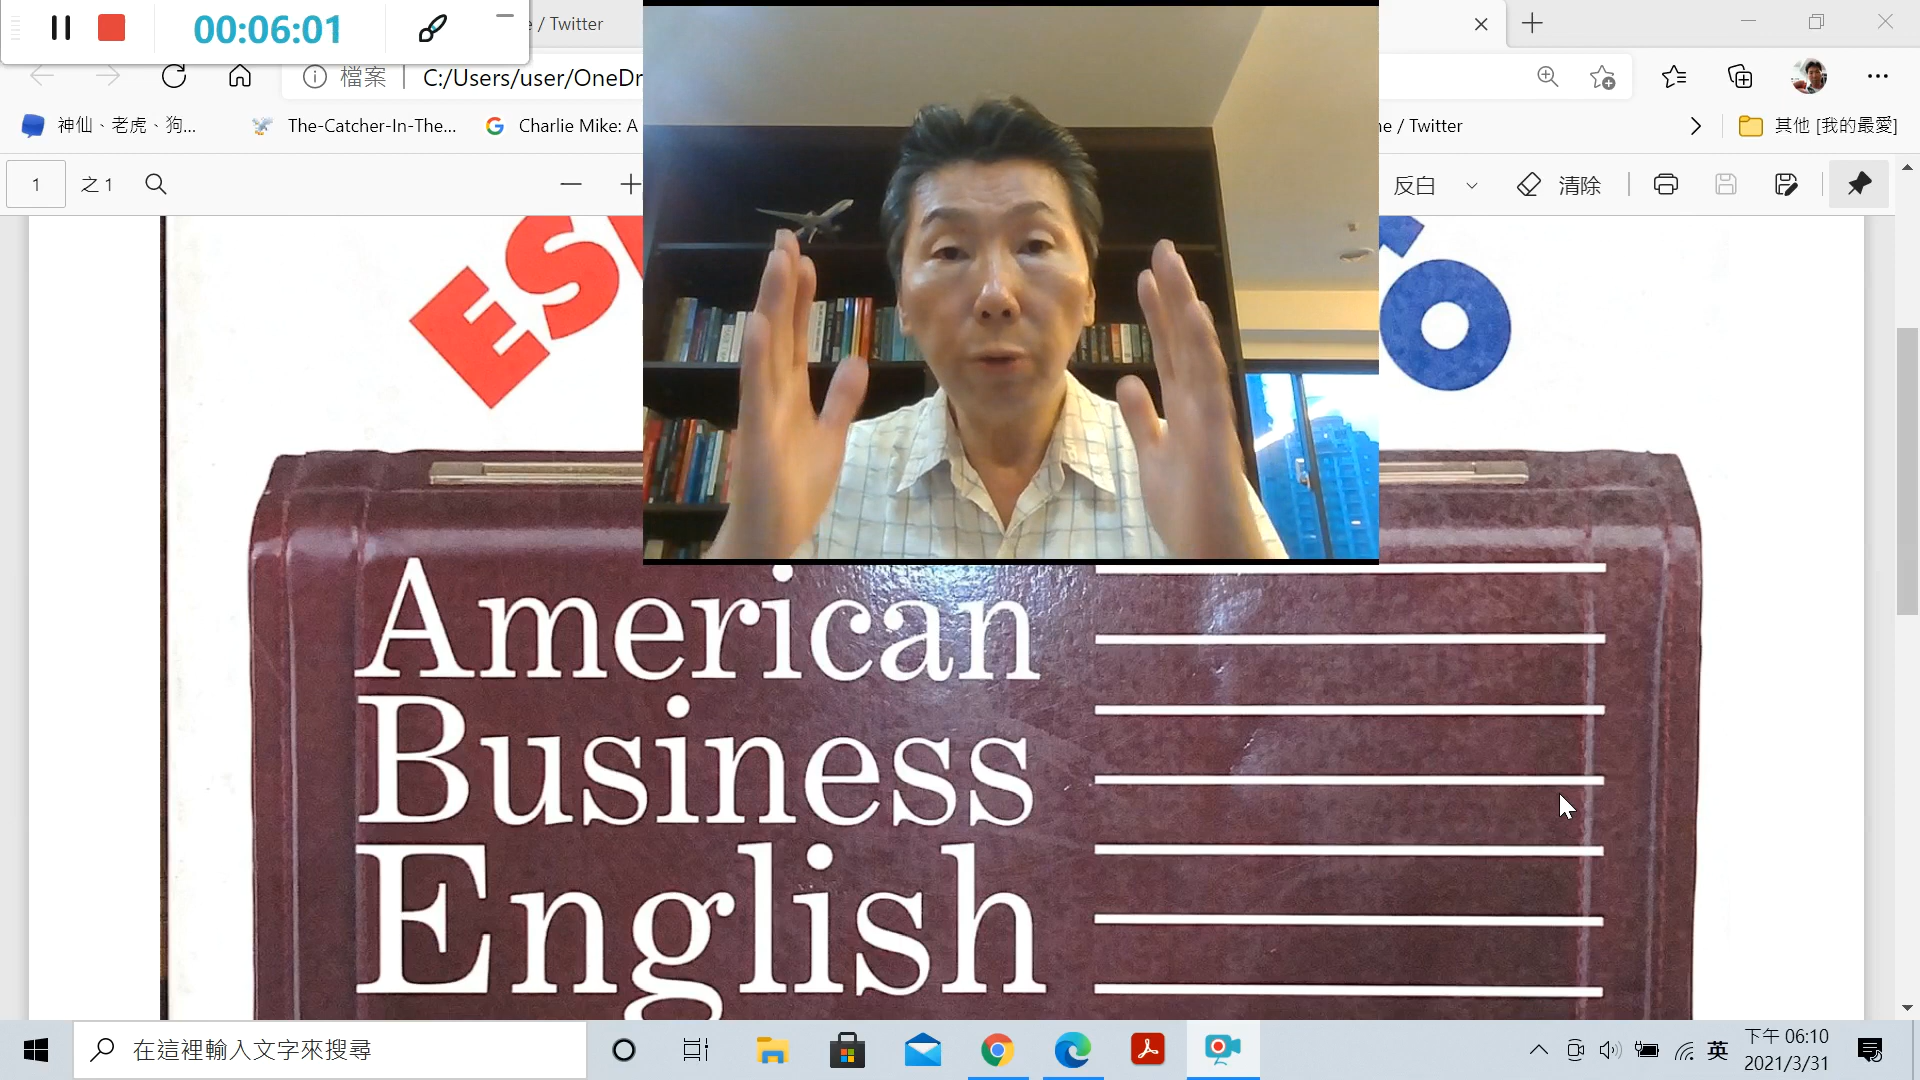 00:06:01
e / Twitter
檔案
C:/Users/user/OneDr
神仙、老虎、狗...
The-Catcher-In-The...
Charlie Mike: A
ne / Twitter
其他 [我的最愛]
1
之 1
反白
清除
ES
O
American
Business
English
在這裡輸入文字來搜尋
英
下午 06:10
2021/3/31